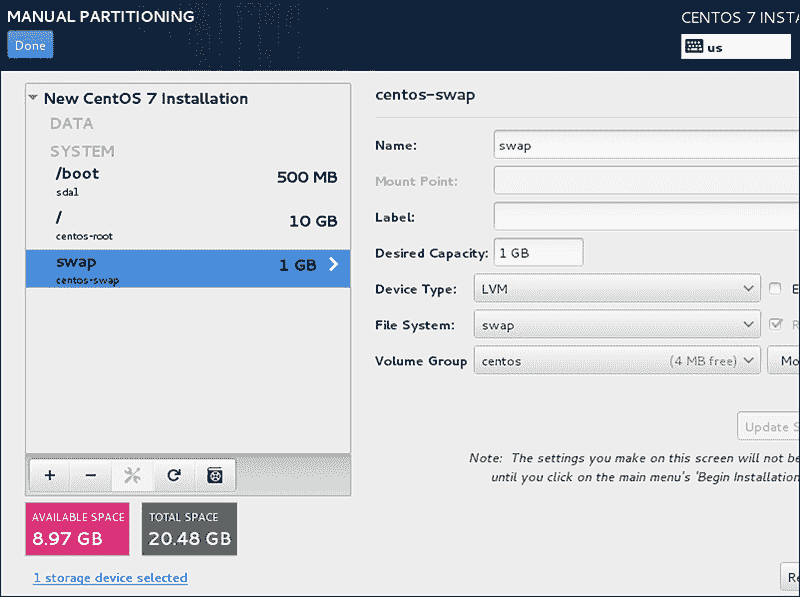 MANUAL PARTITIONING
CENTOS 7 INSTA
Done
us
New CentOS 7 Installation
DATA
SYSTEM
/boot
500 MB
sda1
/
10 GB
centos-root
swap
1 GB
centos-swap
centos-swap
Name:
swap
Mount Point:
Label:
Desired Capacity:
1 GB
Device Type:
LVM
E
File System:
swap
R
Volume Group
centos
(4 MB free)
Mo
Update S
Note: The settings you make on this screen will not be
until you click on the main menu's 'Begin Installation
+
-
AVAILABLE SPACE
8.97 GB
TOTAL SPACE
20.48 GB
1 storage device selected
Re